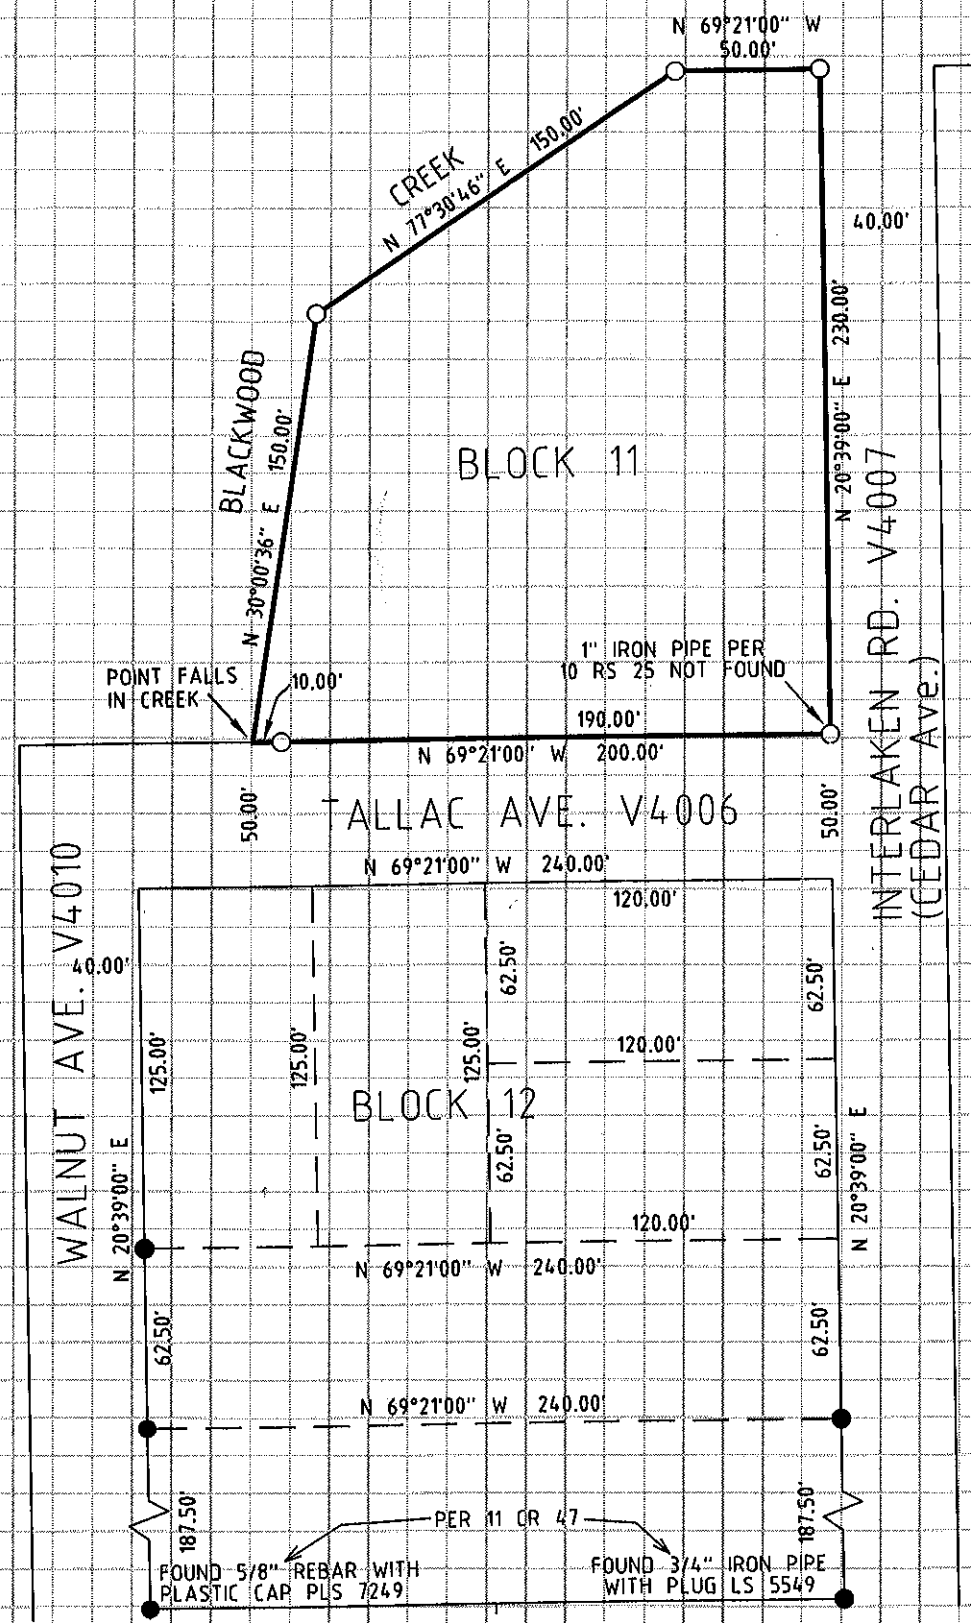 N 69°21'00" W
50.00'
CREEK
N 77°30'46" E 150.00'
40.00'
BLACKWOOD
N 30°00'36" E 150.00'
N 20°39'00" E 230.00'
BLOCK 11
INTERLAKEN RD. V4007
(CEDAR Ave.)
1" IRON PIPE PER
10 RS 25 NOT FOUND
POINT FALLS
IN CREEK
10.00'
190.00'
N 69°21'00' W 200.00'
50.00'
TALLAC AVE. V4006
50.00'
N 69°21'00" W 240.00'
120.00'
WALNUT AVE. V4010
40.00'
62.50'
62.50'
125.00'
125.00'
125.00'
120.00'
BLOCK 12
62.50'
62.50'
N 20°39'00" E
N 20°39'00" E
120.00'
N 69°21'00" W 240.00'
62.50'
62.50'
N 69°21'00" W 240.00'
187.50'
187.50'
PER 11 OR 47
FOUND 5/8" REBAR WITH
PLASTIC CAP PLS 7249
FOUND 3/4" IRON PIPE
WITH PLUG LS 5549